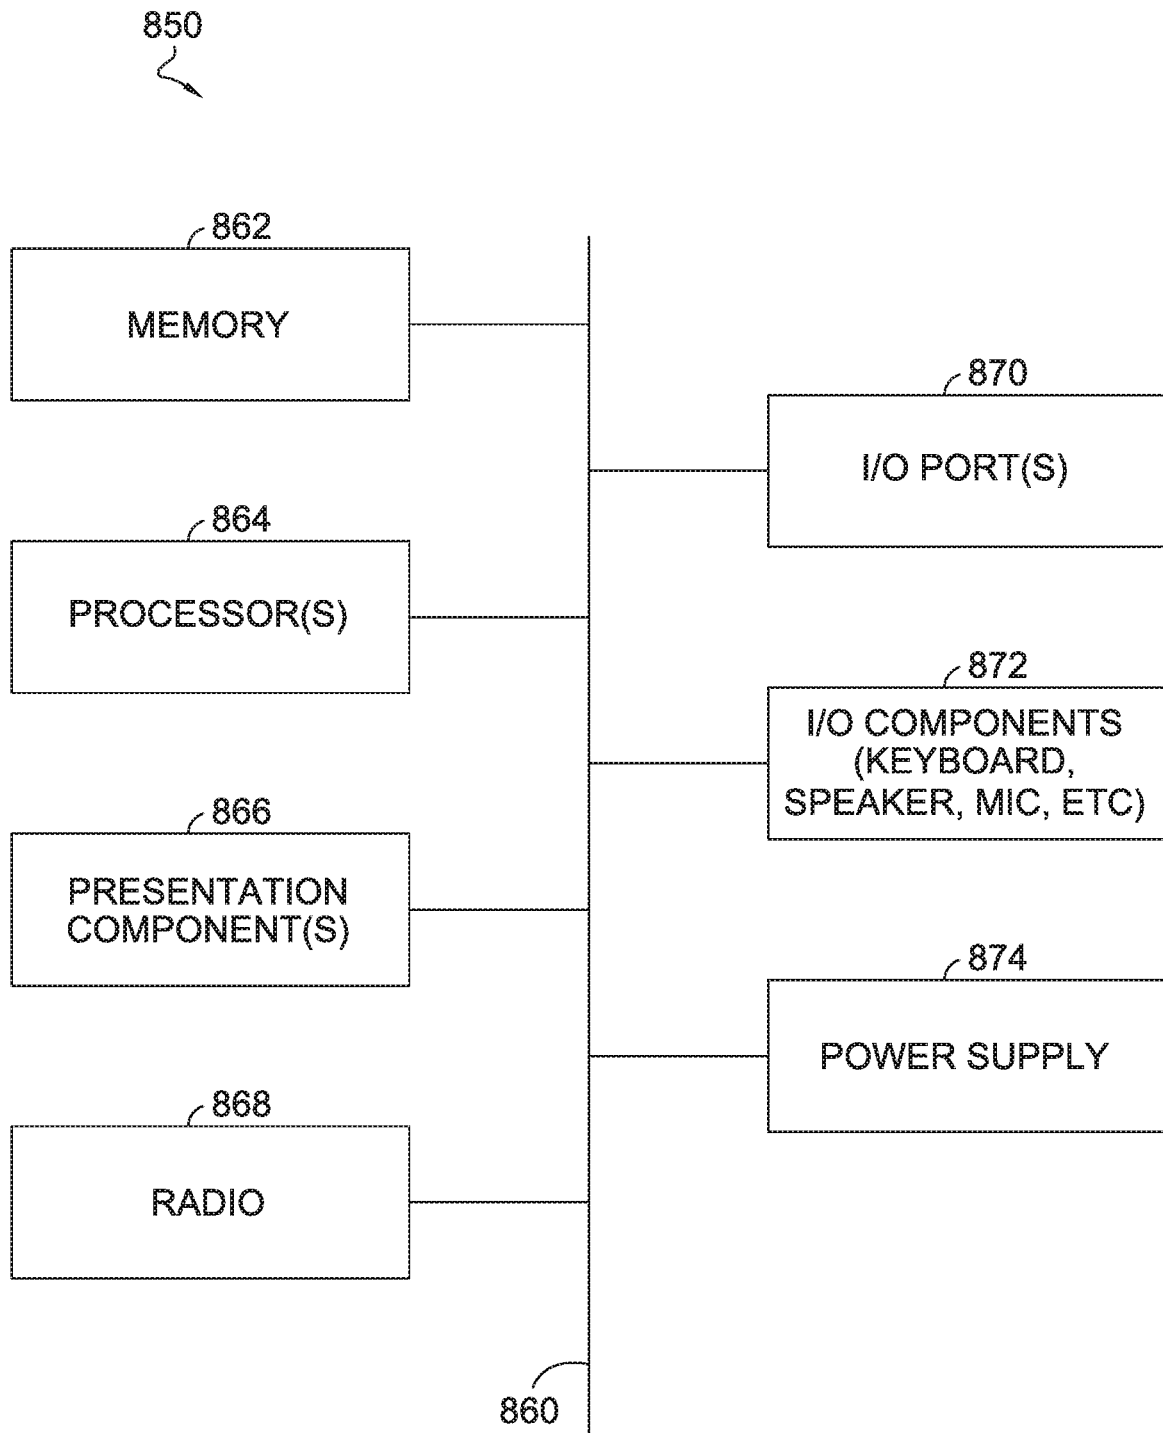 850
862
MEMORY
870
I/O PORT(S)
864
PROCESSOR(S)
872
I/O COMPONENTS
(KEYBOARD,
SPEAKER, MIC, ETC)
866
PRESENTATION
COMPONENT(S)
874
POWER SUPPLY
868
RADIO
860